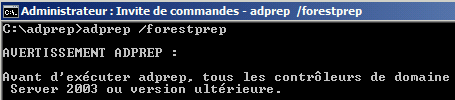 Administrateur : Invite de commandes - adprep /forestprep
C:\adprep>adprep /forestprep
AVERTISSEMENT ADPREP :
Avant d'exécuter adprep, tous les contrôleurs de domaine
Server 2003 ou version ultérieure.